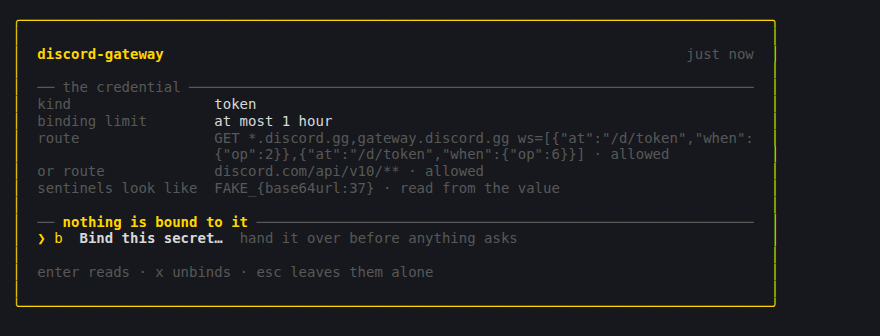 discord-gateway just now
── the credential ──────────────────────────────
kind token
binding limit at most 1 hour
route GET *.discord.gg,gateway.discord.gg ws=[{"at":"/d/token","when":
{"op":2}},{"at":"/d/token","when":{"op":6}}] · allowed
or route discord.com/api/v10/** · allowed
sentinels look like FAKE_{base64url:37} · read from the value
── nothing is bound to it ──────────────────────────────
❯ b Bind this secret… hand it over before anything asks
enter reads · x unbinds · esc leaves them alone